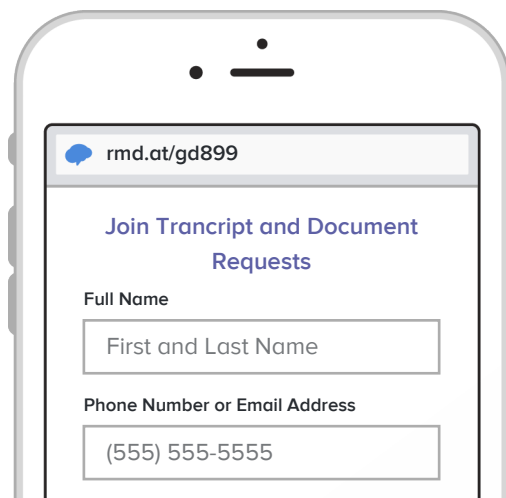 rmd.at/gd899
Join Trancript and Document
Requests
Full Name
First and Last Name
Phone Number or Email Address
(555) 555-5555